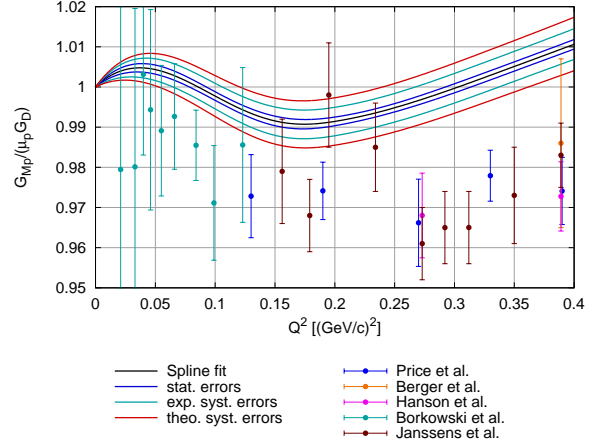 1.02
1.01
1
0.99
0.98
0.97
0.96
0.95
G_Mp/(μ_pG_D)
0 0.05 0.1 0.15 0.2 0.25 0.3 0.35 0.4
Q² [(GeV/c)²]
Spline fit
stat. errors
exp. syst. errors
theo. syst. errors
Price et al.
Berger et al.
Hanson et al.
Borkowski et al.
Janssens et al.